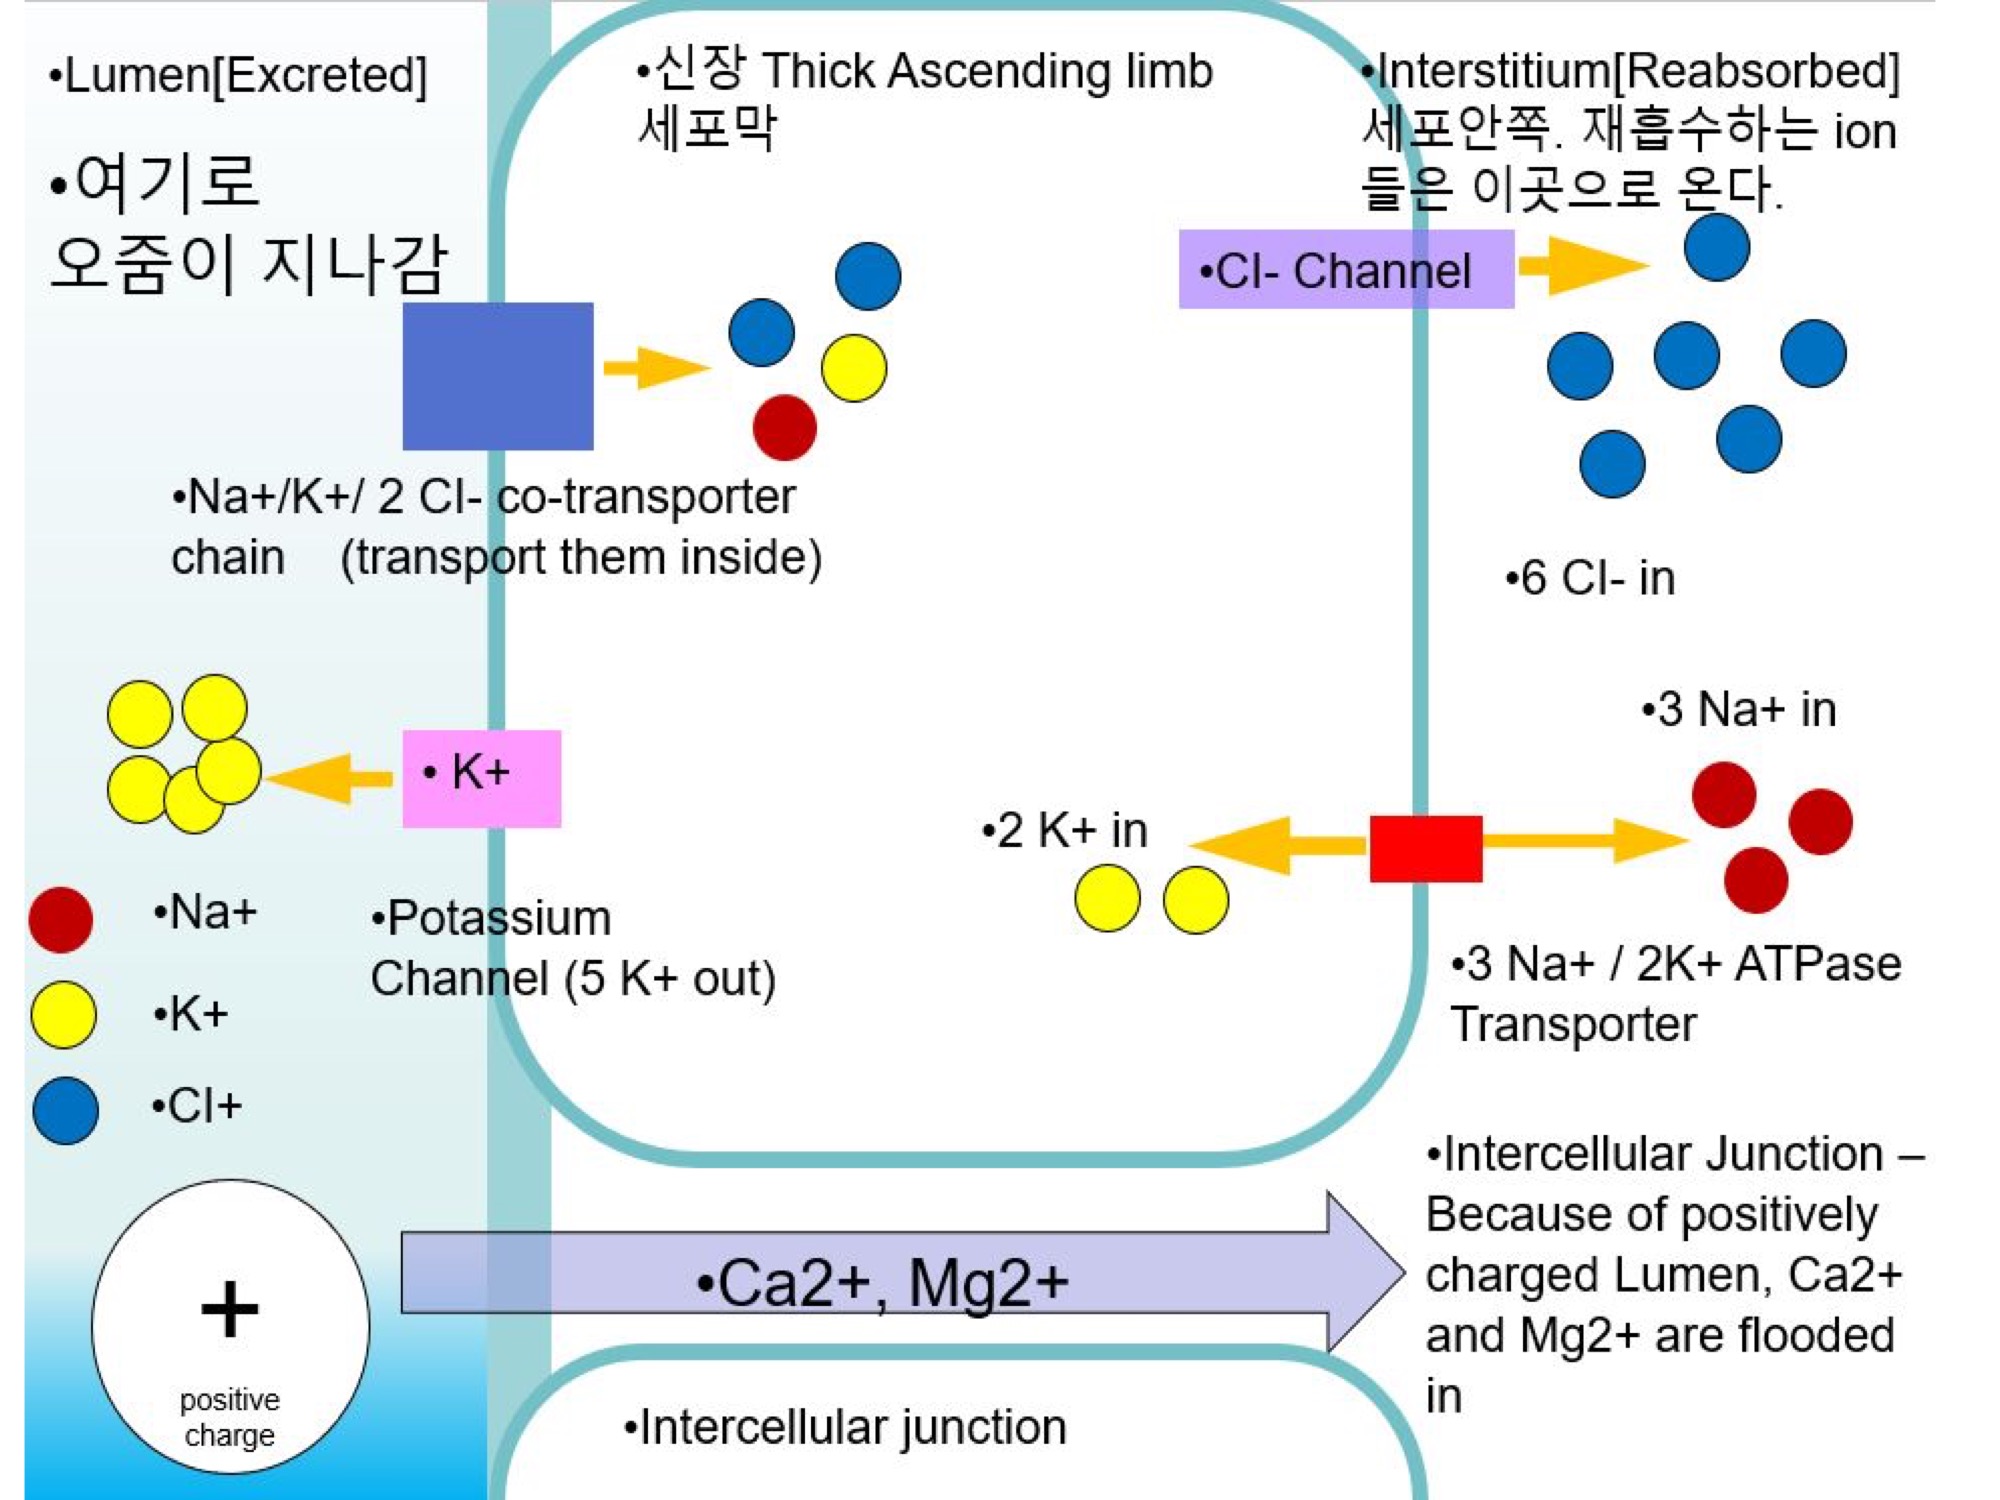 •Lumen[Excreted]
•여기로
오줌이 지나감
•신장 Thick Ascending limb
세포막
•Interstitium[Reabsorbed]
세포안쪽. 재흡수하는 ion
들은 이곳으로 온다.
•Cl- Channel
•Na+/K+/ 2 Cl- co-transporter
chain (transport them inside)
•6 Cl- in
•3 Na+ in
• K+
•2 K+ in
•Potassium
Channel (5 K+ out)
•3 Na+ / 2K+ ATPase
Transporter
•Na+
•K+
•Cl+
+
positive
charge
•Ca2+, Mg2+
•Intercellular Junction –
Because of positively
charged Lumen, Ca2+
and Mg2+ are flooded
in
•Intercellular junction